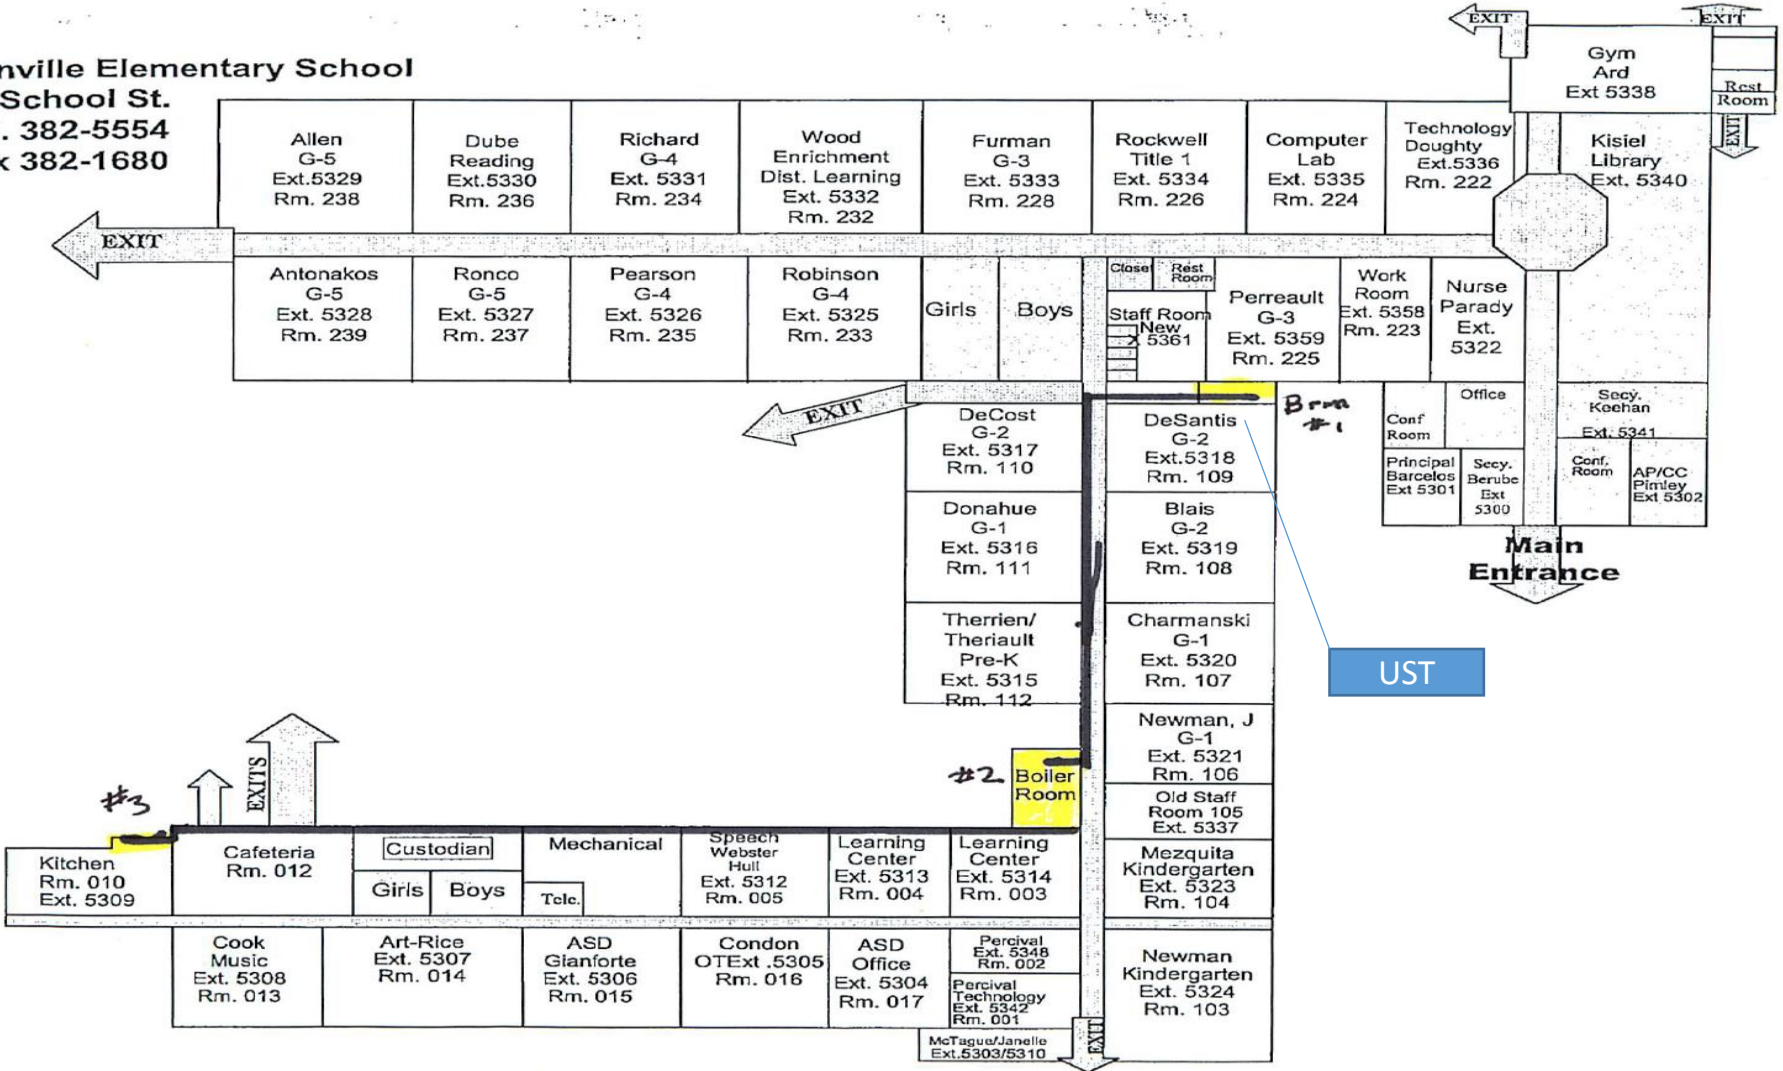 nville Elementary School
School St.
. 382-5554
x 382-1680
EXIT
EXIT
Gym
Ard
Ext 5338
Rest
Room
EXIT
Allen
G-5
Ext.5329
Rm. 238
Dube
Reading
Ext.5330
Rm. 236
Richard
G-4
Ext. 5331
Rm. 234
Wood
Enrichment
Dist. Learning
Ext. 5332
Rm. 232
Furman
G-3
Ext. 5333
Rm. 228
Rockwell
Title 1
Ext. 5334
Rm. 226
Computer
Lab
Ext. 5335
Rm. 224
Technology
Doughty
Ext.5336
Rm. 222
Kisiel
Library
Ext. 5340
EXIT
Antonakos
G-5
Ext. 5328
Rm. 239
Ronco
G-5
Ext. 5327
Rm. 237
Pearson
G-4
Ext. 5326
Rm. 235
Robinson
G-4
Ext. 5325
Rm. 233
Girls
Boys
Closet
Rest
Room
Staff Room
New
X 5361
Perreault
G-3
Ext. 5359
Rm. 225
Work
Room
Ext. 5358
Rm. 223
Nurse
Parady
Ext.
5322
EXIT
DeCost
G-2
Ext. 5317
Rm. 110
DeSantis
G-2
Ext.5318
Rm. 109
Brm
#1
Conf
Room
Office
Secy.
Keehan
Ext. 5341
Principal
Barcelos
Ext 5301
Secy.
Berube
Ext
5300
Conf.
Room
AP/CC
Pimley
Ext 5302
Main
Entrance
Donahue
G-1
Ext. 5316
Rm. 111
Blais
G-2
Ext. 5319
Rm. 108
Therrien/
Theriault
Pre-K
Ext. 5315
Rm. 112
Charmanski
G-1
Ext. 5320
Rm. 107
UST
Newman, J
G-1
Ext. 5321
Rm. 106
#2
Boiler
Room
Old Staff
Room 105
Ext. 5337
EXITS
#3
Kitchen
Rm. 010
Ext. 5309
Cafeteria
Rm. 012
Custodian
Girls
Boys
Mechanical
Tele.
Speech
Webster
Hull
Ext. 5312
Rm. 005
Learning
Center
Ext. 5313
Rm. 004
Learning
Center
Ext. 5314
Rm. 003
Mezquita
Kindergarten
Ext. 5323
Rm. 104
Cook
Music
Ext. 5308
Rm. 013
Art-Rice
Ext. 5307
Rm. 014
ASD
Gianforte
Ext. 5306
Rm. 015
Condon
OTExt .5305
Rm. 016
ASD
Office
Ext. 5304
Rm. 017
Percival
Ext. 5348
Rm. 002
Percival
Technology
Ext. 5342
Rm. 001
Newman
Kindergarten
Ext. 5324
Rm. 103
McTague/Janelle
Ext.5303/5310
EXIT